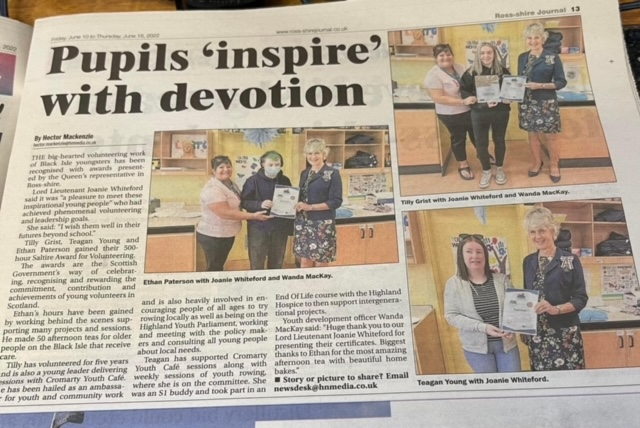 2022
Friday, June 10 to Thursday, June 16, 2022
www.ross-shirejournal.co.uk
Ross-shire Journal 13
Pupils ‘inspire’
with devotion
By Hector Mackenzie
hector.mackenzie@hnmedia.co.uk
THE big-hearted volunteering work
of Black Isle youngsters has been
recognised with awards present-
ed by the Queen's representative in
Ross-shire.
Lord Lieutenant Joanie Whiteford
said it was "a pleasure to meet these
inspirational young people" who had
achieved phenomenal volunteering
and leadership goals.
She said: "I wish them well in their
futures beyond school."
Tilly Grist, Teagan Young and
Ethan Paterson gained their 500-
hour Saltire Award for Volunteering.
The awards are the Scottish
Government's way of celebrat-
ing, recognising and rewarding the
commitment, contribution and
achievements of young volunteers in
Scotland.
Ethan's hours have been gained
by working behind the scenes sup-
porting many projects and sessions.
He made 50 afternoon teas for older
people on the Black Isle that receive
care.
Tilly has volunteered for five years
and is also a young leader delivering
sessions with Cromarty Youth Café.
e has been hailed as an ambassa-
r for youth and community work
Ethan Paterson with Joanie Whiteford and Wanda MacKay.
and is also heavily involved in en-
couraging people of all ages to try
rowing locally as well as being on the
Highland Youth Parliament, working
and meeting with the policy mak-
ers and consulting all young people
about local needs.
Teagan has supported Cromarty
Youth Café sessions along with
weekly sessions of youth rowing,
where she is on the committee. She
was an S1 buddy and took part in an
End Of Life course with the Highland
Hospice to then support intergenera-
tional projects.
Youth development officer Wanda
MacKay said: "Huge thank you to our
Lord Lieutenant Joanie Whiteford for
presenting their certificates. Biggest
thanks to Ethan for the most amazing
afternoon tea with beautiful home
bakes."
■ Story or picture to share? Email
newsdesk@hnmedia.co.uk
Tilly Grist with Joanie Whiteford and Wanda MacKay.
Teagan Young with Joanie Whiteford.